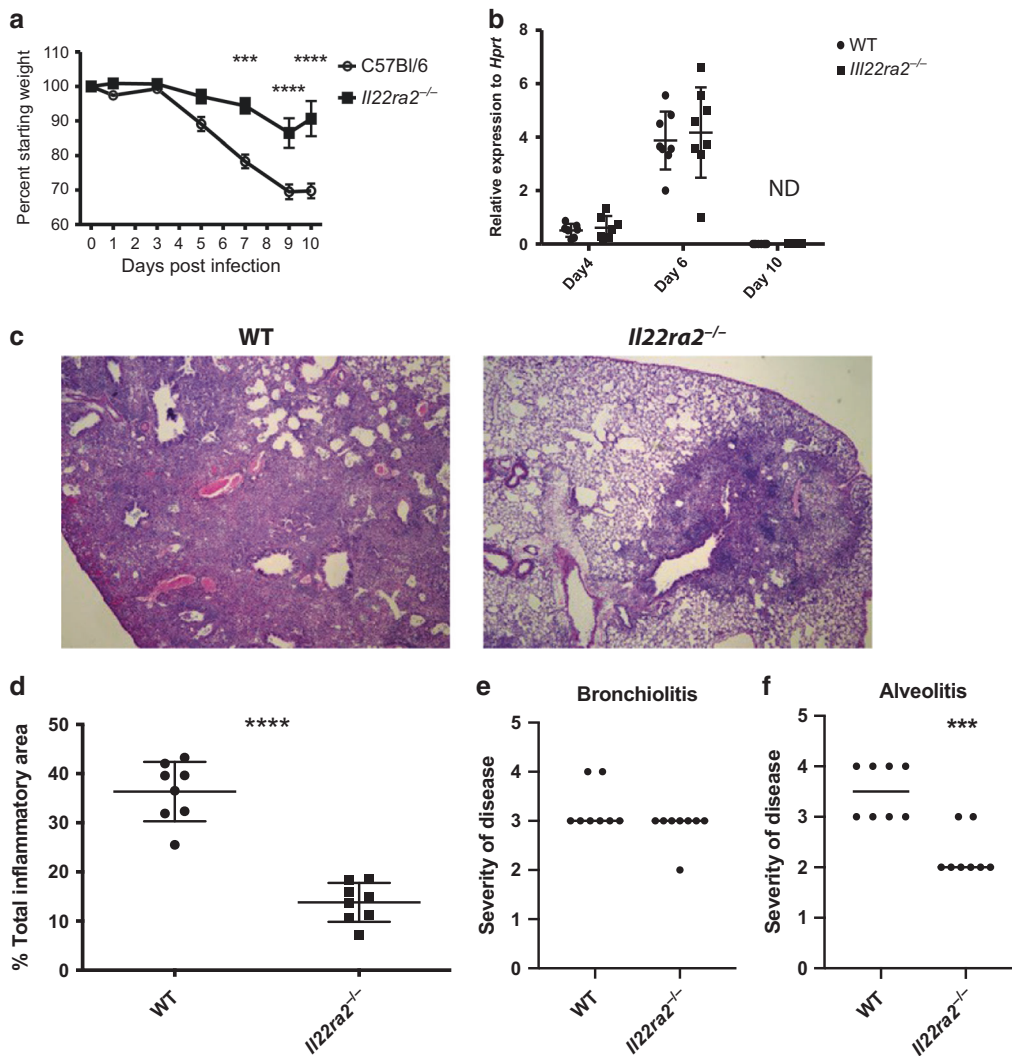 a
110
100
90
80
70
60
Percent starting weight
***
****
****
C57Bl/6
Il22ra2−/−
0 1 2 3 4 5 6 7 8 9 10
Days post infection
b
8
6
4
2
0
Relative expression to Hprt
WT
Ill22ra2−/−
ND
Day4
Day 6
Day 10
c
WT
Il22ra2−/−
d
50
40
30
20
10
0
% Total inflammatory area
****
WT
Il22ra2−/−
e
Bronchiolitis
5
4
3
2
1
0
Severity of disease
WT
Il22ra2−/−
f
Alveolitis
5
4
3
2
1
0
Severity of disease
***
WT
Il22ra2−/−